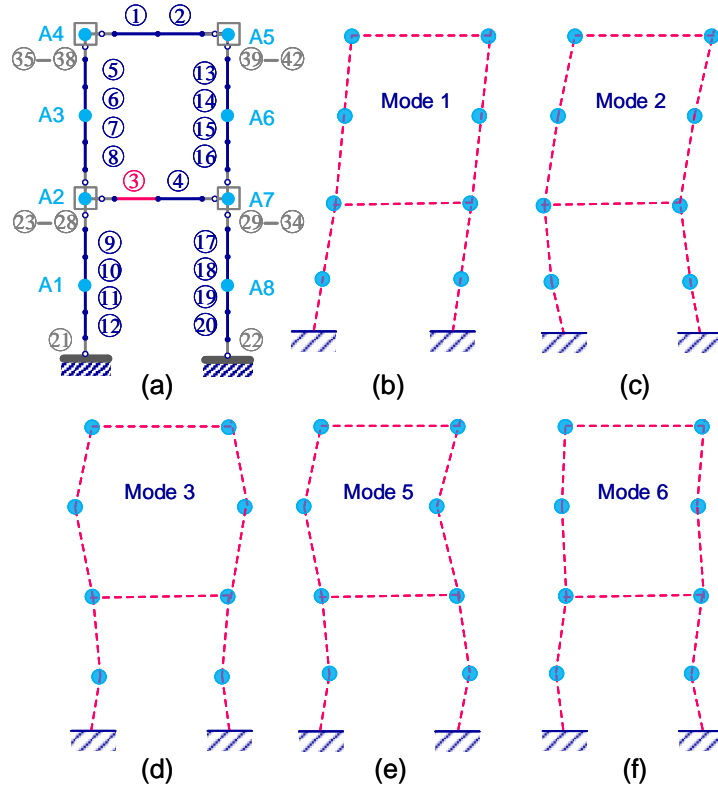 A4 ① ② A5
㉟–㊳ ㊴–㊷
⑤ ⑬
⑥ ⑭
A3 A6
⑦ ⑮
⑧ ⑯
③ ④
A2 A7
㉓–㉘ ㉙–㉞
⑨ ⑰
⑩ ⑱
A1 A8
⑪ ⑲
⑫ ⑳
㉑ ㉒
(a)
Mode 1
(b)
Mode 2
(c)
Mode 3
(d)
Mode 5
(e)
Mode 6
(f)